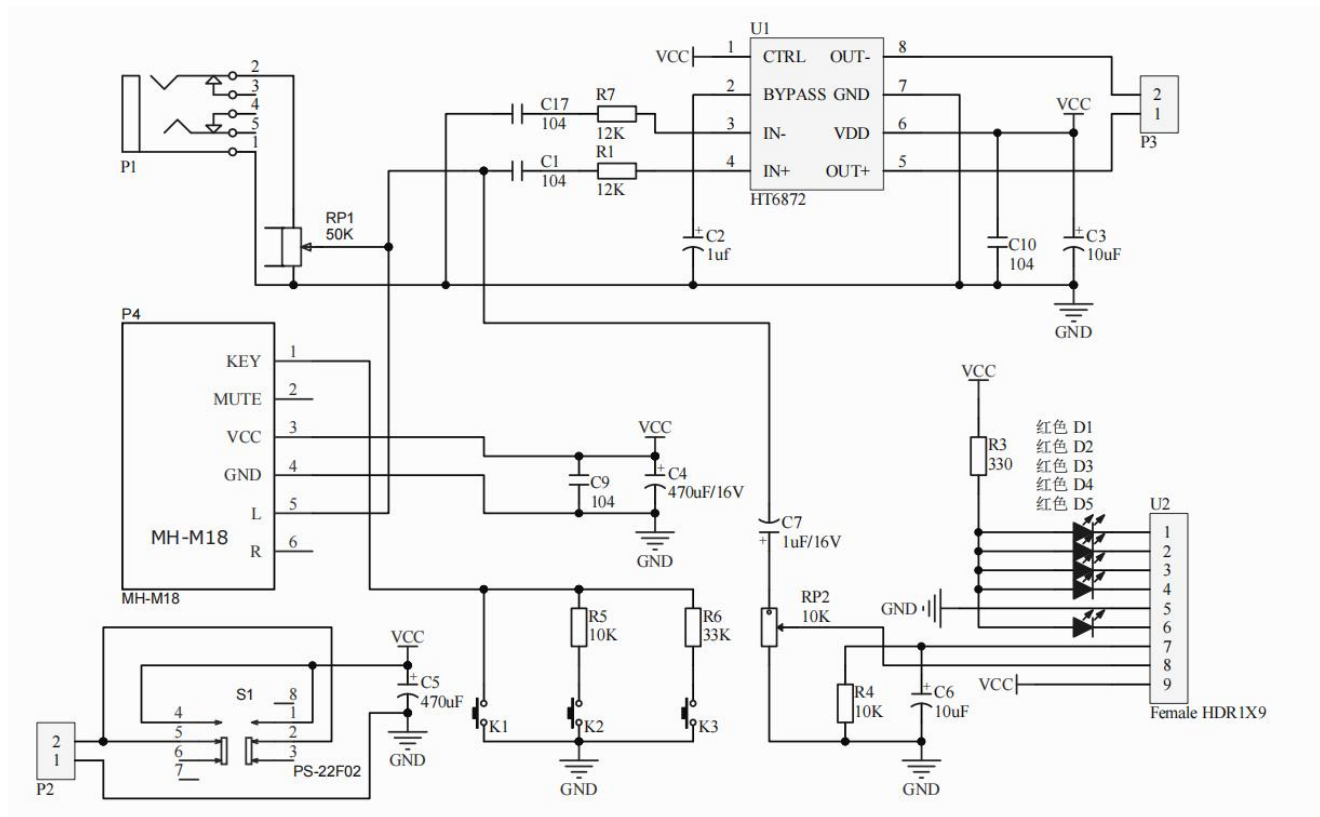 U1
VCC 1 CTRL OUT- 8
2 BYPASS GND 7
3 IN- VDD 6
4 IN+ OUT+ 5
HT6872
C17
104
R7
12K
C1
104
R1
12K
VCC
2
1
P3
2
3
4
5
1
P1
RP1
50K
C2
1uf
C10
104
C3
10uF
GND
P4
KEY 1
MUTE 2
VCC 3
GND 4
L 5
R 6
MH-M18
MH-M18
VCC
C9
104
C4
470uF/16V
GND
C7
1uF/16V
RP2
10K
R5
10K
R6
33K
K1
K2
K3
GND
VCC
R3
330
红色 D1
红色 D2
红色 D3
红色 D4
红色 D5
U2
1
2
3
4
GND 5
6
7
8
VCC 9
Female HDR1X9
R4
10K
C6
10uF
GND
VCC
C5
470uF
GND
S1
8
4 1
5 2
6 3
7
PS-22F02
2
1
P2